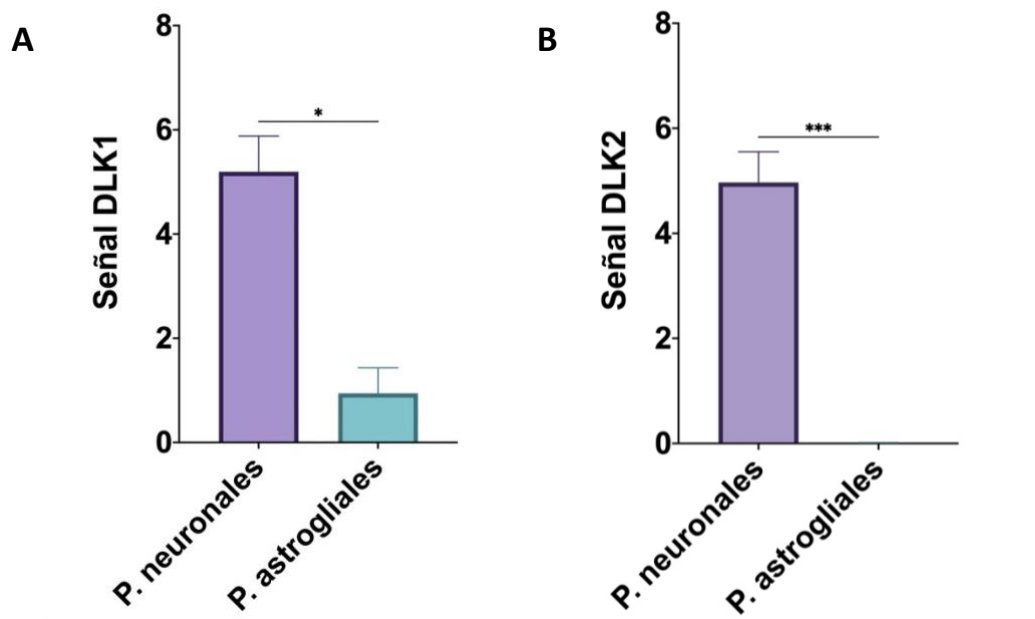 A
8
6
4
2
0
Señal DLK1
*
P. neuronales
P. astrogliales
B
8
6
4
2
0
Señal DLK2
***
P. neuronales
P. astrogliales